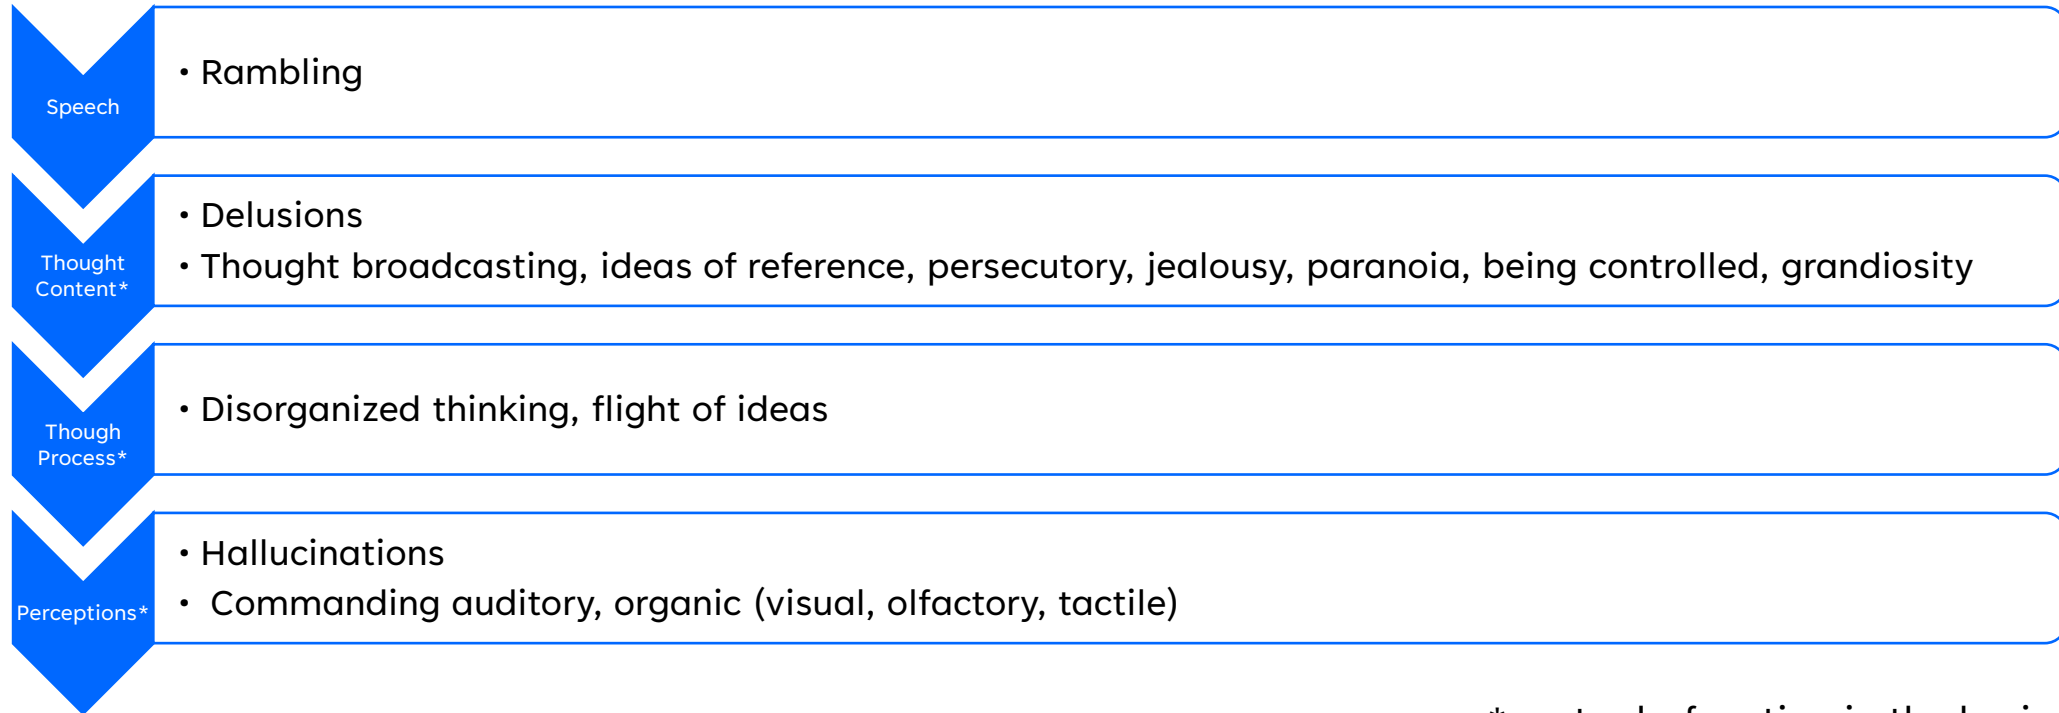 Speech
• Rambling
Thought
Content*
• Delusions
• Thought broadcasting, ideas of reference, persecutory, jealousy, paranoia, being controlled, grandiosity
Though
Process*
• Disorganized thinking, flight of ideas
Perceptions*
• Hallucinations
• Commanding auditory, organic (visual, olfactory, tactile)